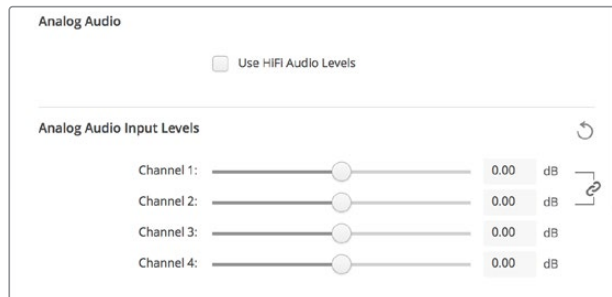 Analog Audio
Use HiFi Audio Levels
Analog Audio Input Levels
Channel 1: 0.00 dB
Channel 2: 0.00 dB
Channel 3: 0.00 dB
Channel 4: 0.00 dB